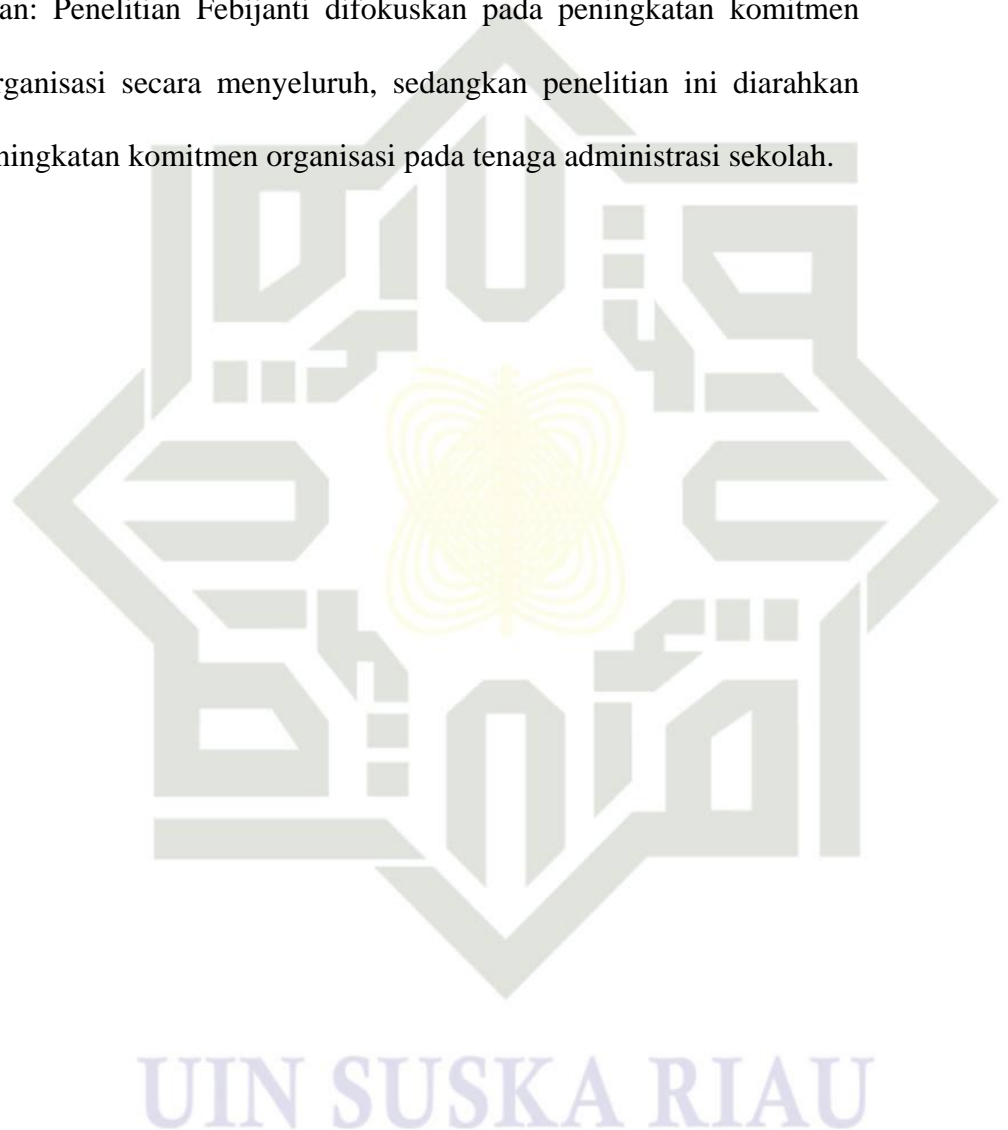 an: Penelitian Febijanti difokuskan pada peningkatan komitmen
rganisasi secara menyeluruh, sedangkan penelitian ini diarahkan
ningkatan komitmen organisasi pada tenaga administrasi sekolah.
UIN SUSKA RIAU